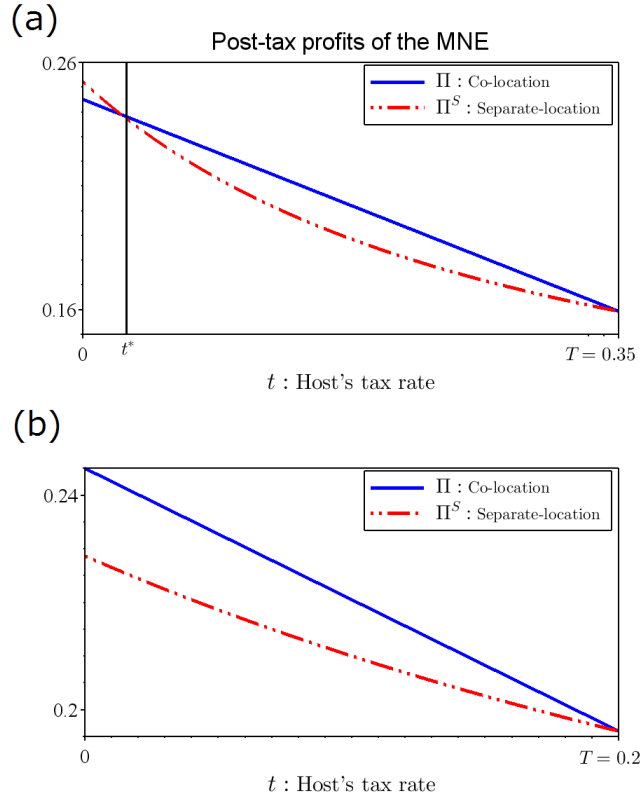 (a)
Post-tax profits of the MNE
0.26
Π : Co-location
Π^S : Separate-location
0.16
0
t*
T = 0.35
t : Host's tax rate
(b)
Π : Co-location
0.24
Π^S : Separate-location
0.2
0
T = 0.2
t : Host's tax rate